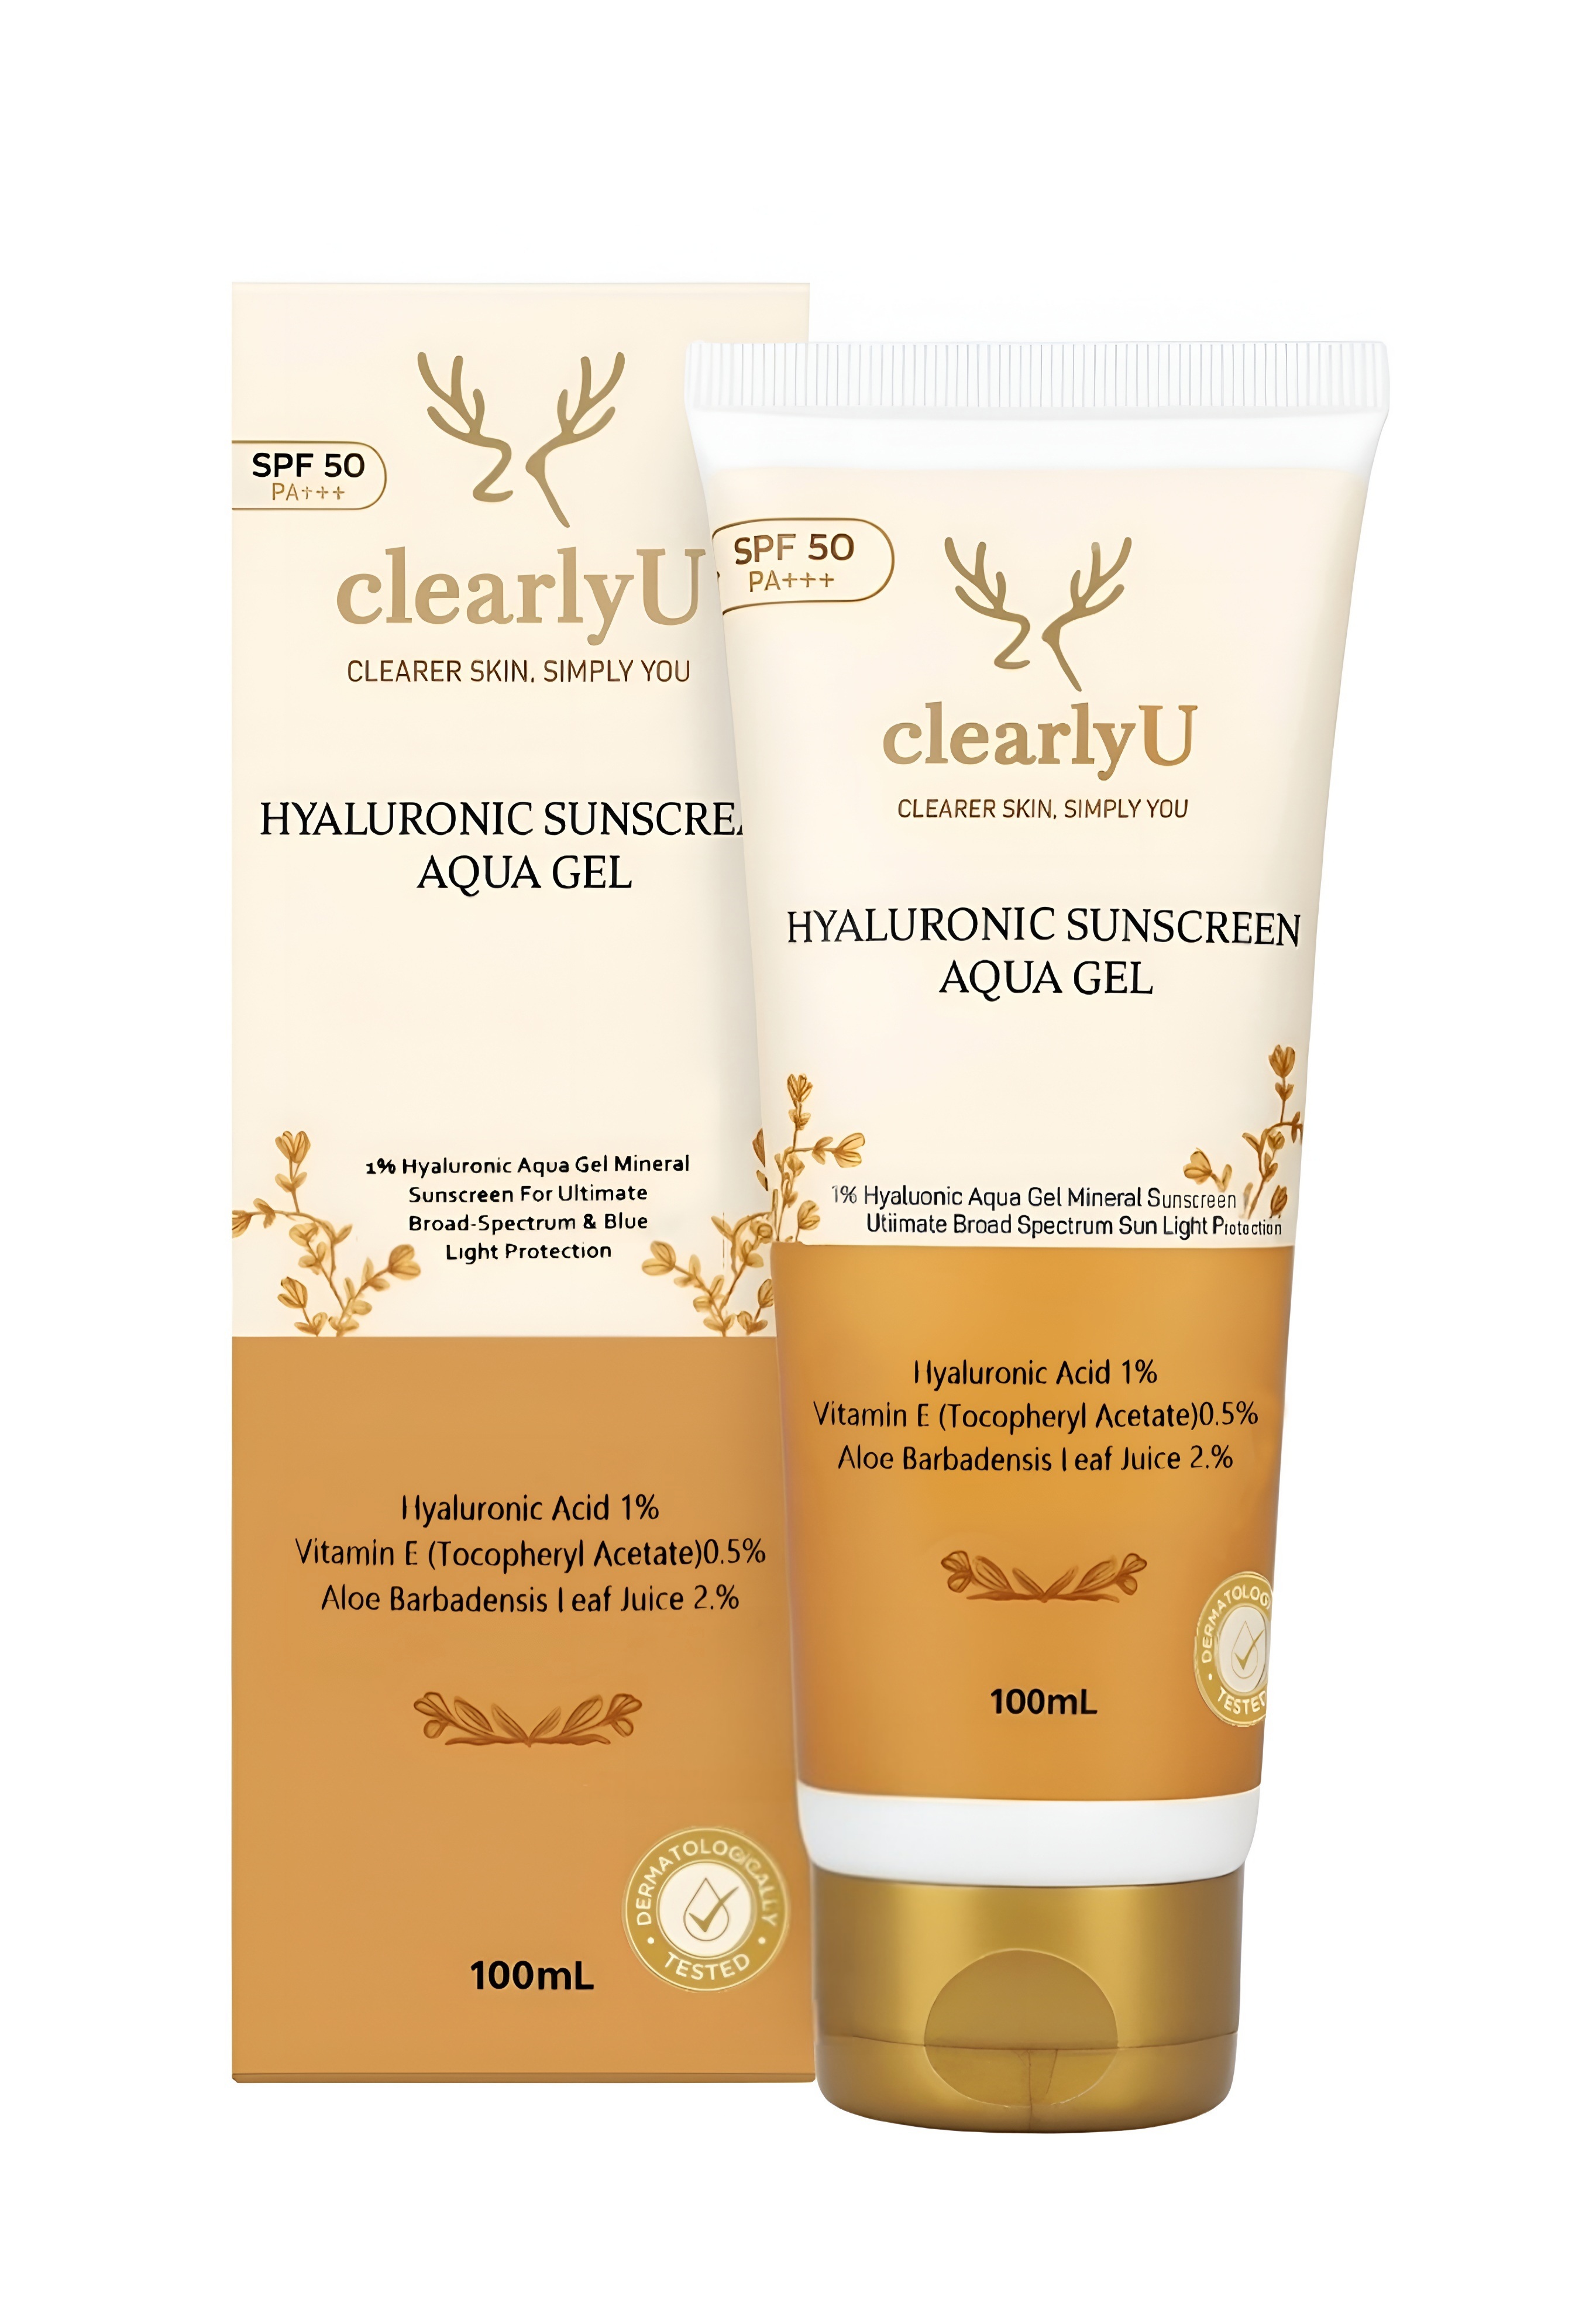 SPF 50
PA+++
clearlyU
CLEARER SKIN, SIMPLY YOU
HYALURONIC SUNSCREA
AQUA GEL
1% Hyaluronic Aqua Gel Mineral
Sunscreen For Ultimate
Broad-Spectrum & Blue
Light Protection
Hyaluronic Acid 1%
Vitamin E (Tocopheryl Acetate)0.5%
Aloe Barbadensis Leaf Juice 2.%
100mL
DERMATOLOGICALLY
TESTED
SPF 50
PA+++
clearlyU
CLEARER SKIN, SIMPLY YOU
HYALURONIC SUNSCREEN
AQUA GEL
1% Hyaluonic Aqua Gel Mineral Sunscreen
Utiimate Broad Spectrum Sun Light Protection
Hyaluronic Acid 1%
Vitamin E (Tocopheryl Acetate)0.5%
Aloe Barbadensis Leaf Juice 2.%
100mL
DERMATOLOG
TESTED